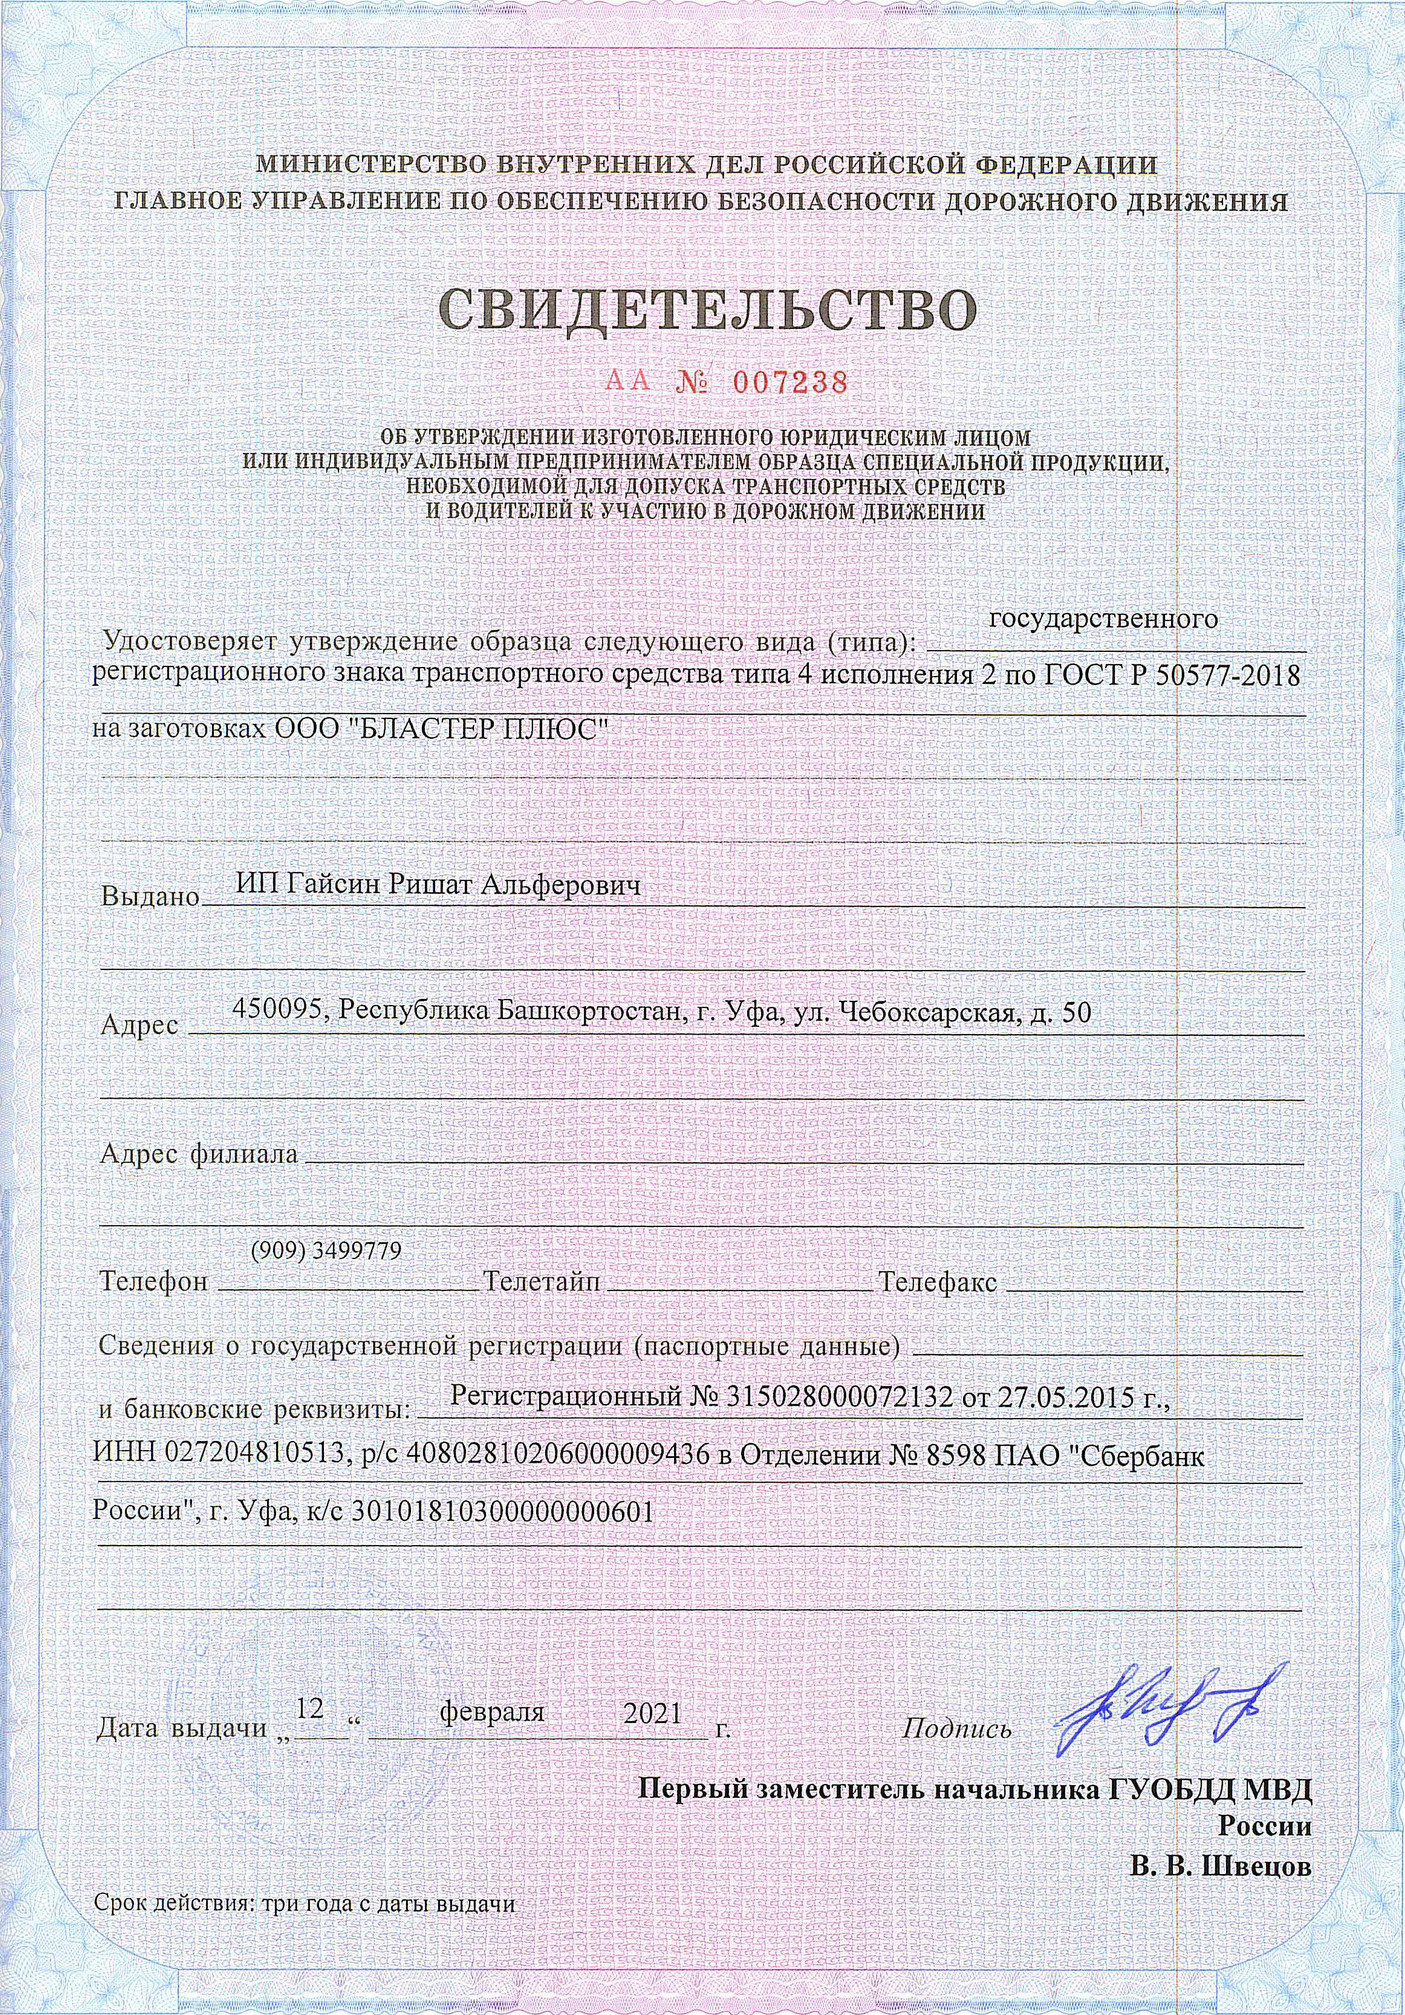 МИНИСТЕРСТВО ВНУТРЕННИХ ДЕЛ РОССИЙСКОЙ ФЕДЕРАЦИИ
ГЛАВНОЕ УПРАВЛЕНИЕ ПО ОБЕСПЕЧЕНИЮ БЕЗОПАСНОСТИ ДОРОЖНОГО ДВИЖЕНИЯ
СВИДЕТЕЛЬСТВО
АА № 007238
ОБ УТВЕРЖДЕНИИ ИЗГОТОВЛЕННОГО ЮРИДИЧЕСКИМ ЛИЦОМ
ИЛИ ИНДИВИДУАЛЬНЫМ ПРЕДПРИНИМАТЕЛЕМ ОБРАЗЦА СПЕЦИАЛЬНОЙ ПРОДУКЦИИ,
НЕОБХОДИМОЙ ДЛЯ ДОПУСКА ТРАНСПОРТНЫХ СРЕДСТВ
И ВОДИТЕЛЕЙ К УЧАСТИЮ В ДОРОЖНОМ ДВИЖЕНИИ
Удостоверяет утверждение образца следующего вида (типа): государственного
регистрационного знака транспортного средства типа 4 исполнения 2 по ГОСТ Р 50577-2018
на заготовках ООО "БЛАСТЕР ПЛЮС"
Выдано ИП Гайсин Ришат Альферович
Адрес 450095, Республика Башкортостан, г. Уфа, ул. Чебоксарская, д. 50
Адрес филиала
Телефон (909) 3499779 Телетайп Телефакс
Сведения о государственной регистрации (паспортные данные)
и банковские реквизиты: Регистрационный № 315028000072132 от 27.05.2015 г.,
ИНН 027204810513, р/с 40802810206000009436 в Отделении № 8598 ПАО "Сбербанк
России", г. Уфа, к/с 30101810300000000601
Дата выдачи „ 12 “ февраля 2021 г. Подпись
Первый заместитель начальника ГУОБДД МВД
России
В. В. Швецов
Срок действия: три года с даты выдачи